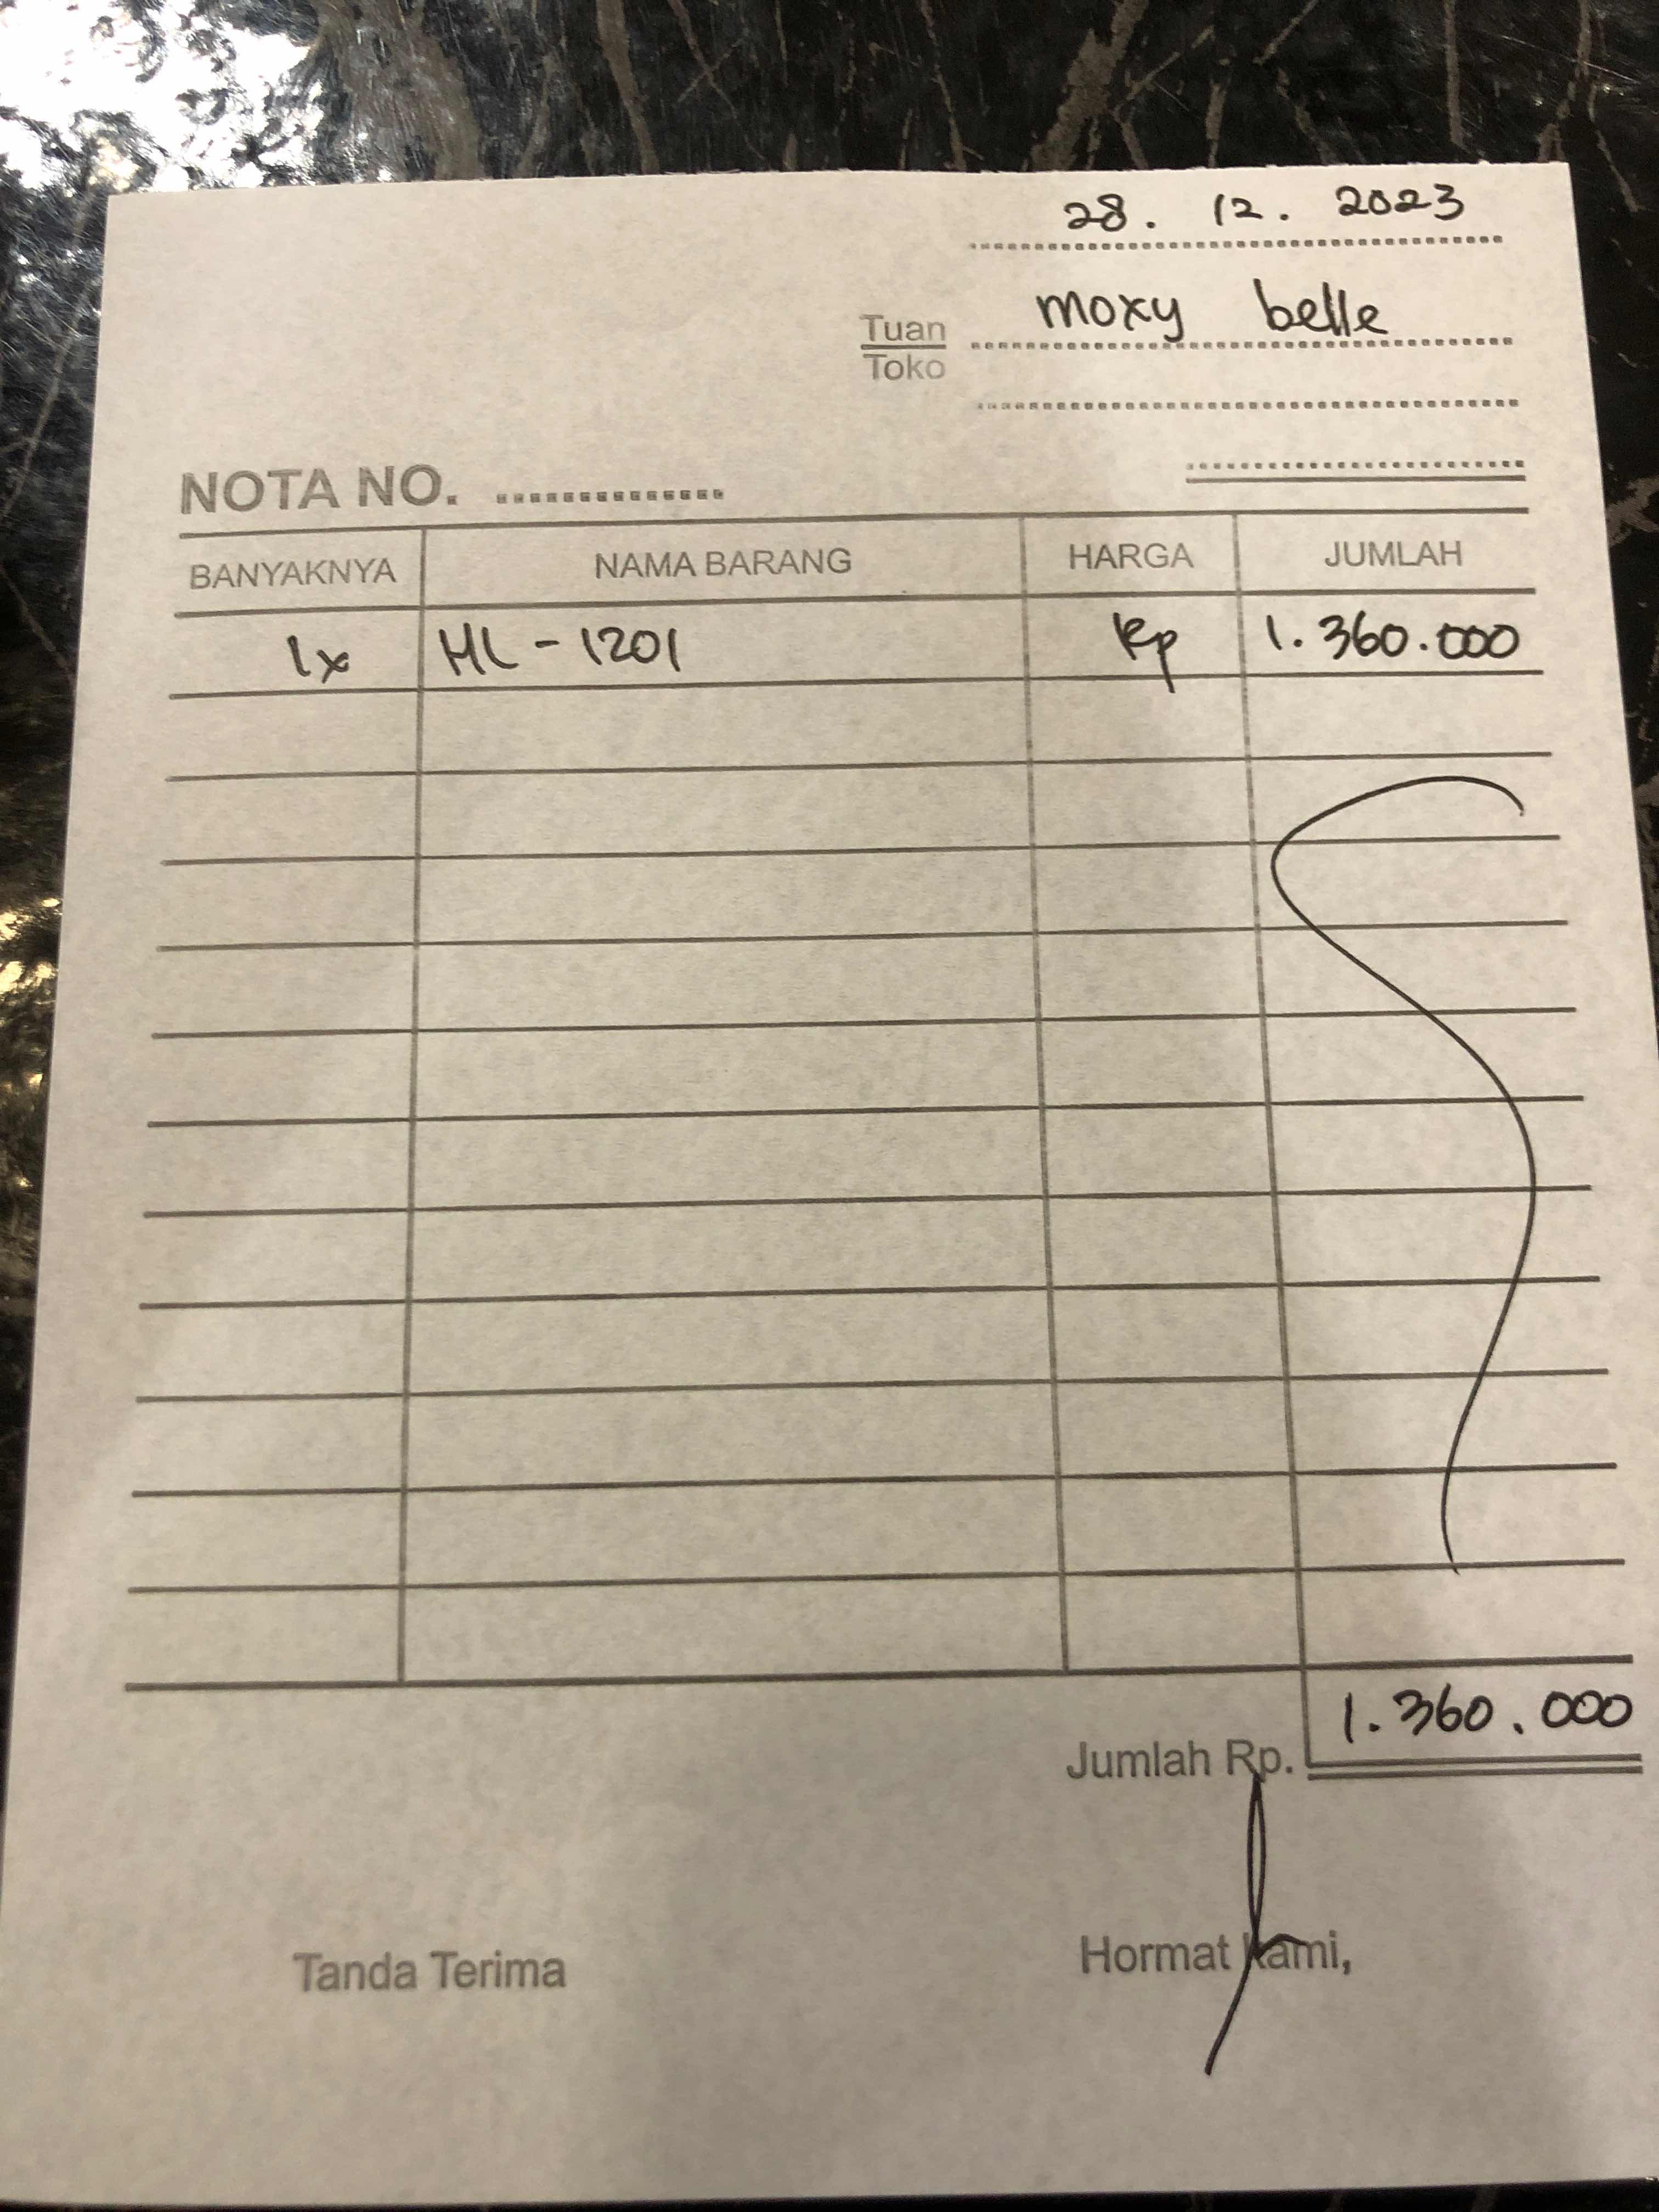 28. 12. 2023
Tuan moxy belle
Toko
NOTA NO. ..............
BANYAKNYA NAMA BARANG HARGA JUMLAH
1x HL - 1201 Rp 1.360.000
Jumlah Rp. 1.360.000
Tanda Terima Hormat kami,